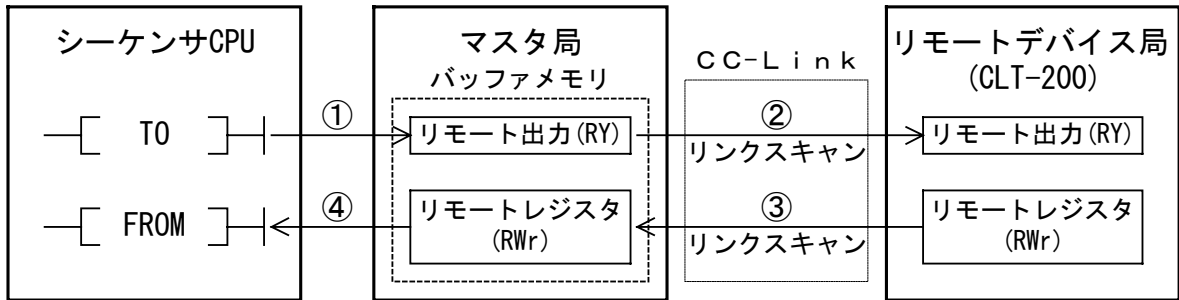 シーケンサCPU
TO
FROM
①
④
マスタ局
バッファメモリ
リモート出力(RY)
リモートレジスタ
(RWr)
CC-Link
②
リンクスキャン
③
リンクスキャン
リモートデバイス局
(CLT-200)
リモート出力(RY)
リモートレジスタ
(RWr)